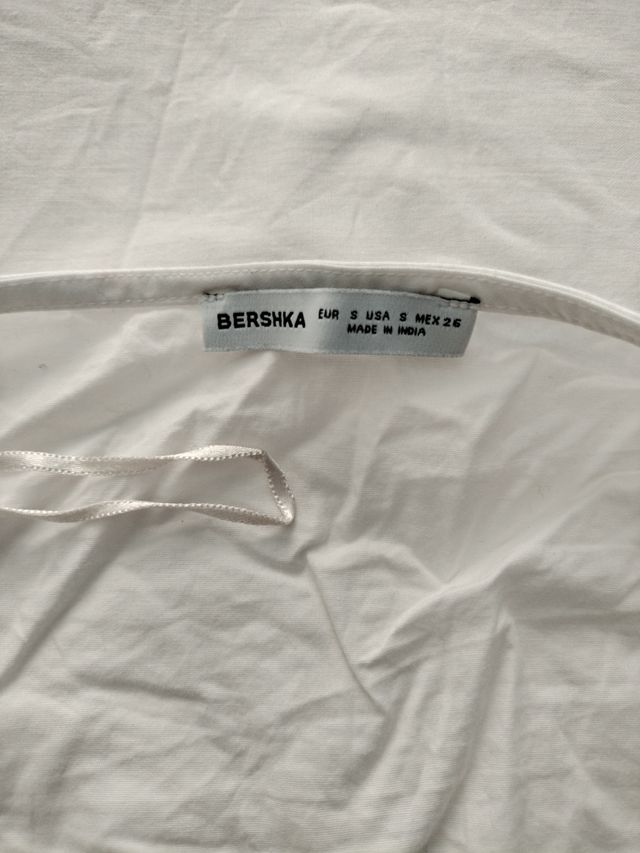 BERSHKA EUR S USA S MEX 26
MADE IN INDIA